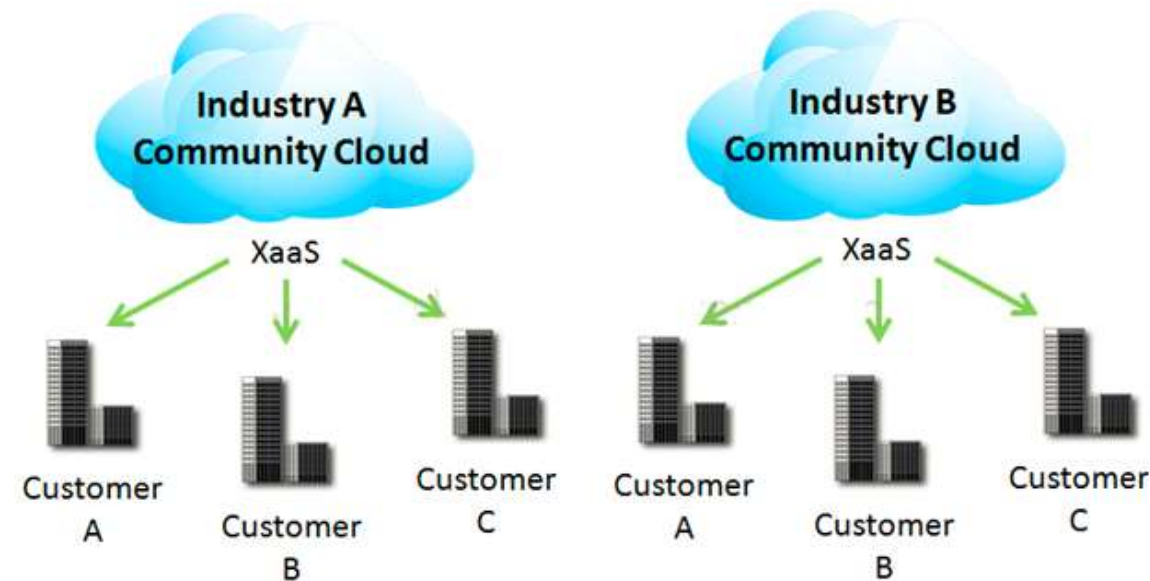 Industry A
Community Cloud
XaaS
Customer
A
Customer
B
Customer
C
Industry B
Community Cloud
XaaS
Customer
A
Customer
B
Customer
C